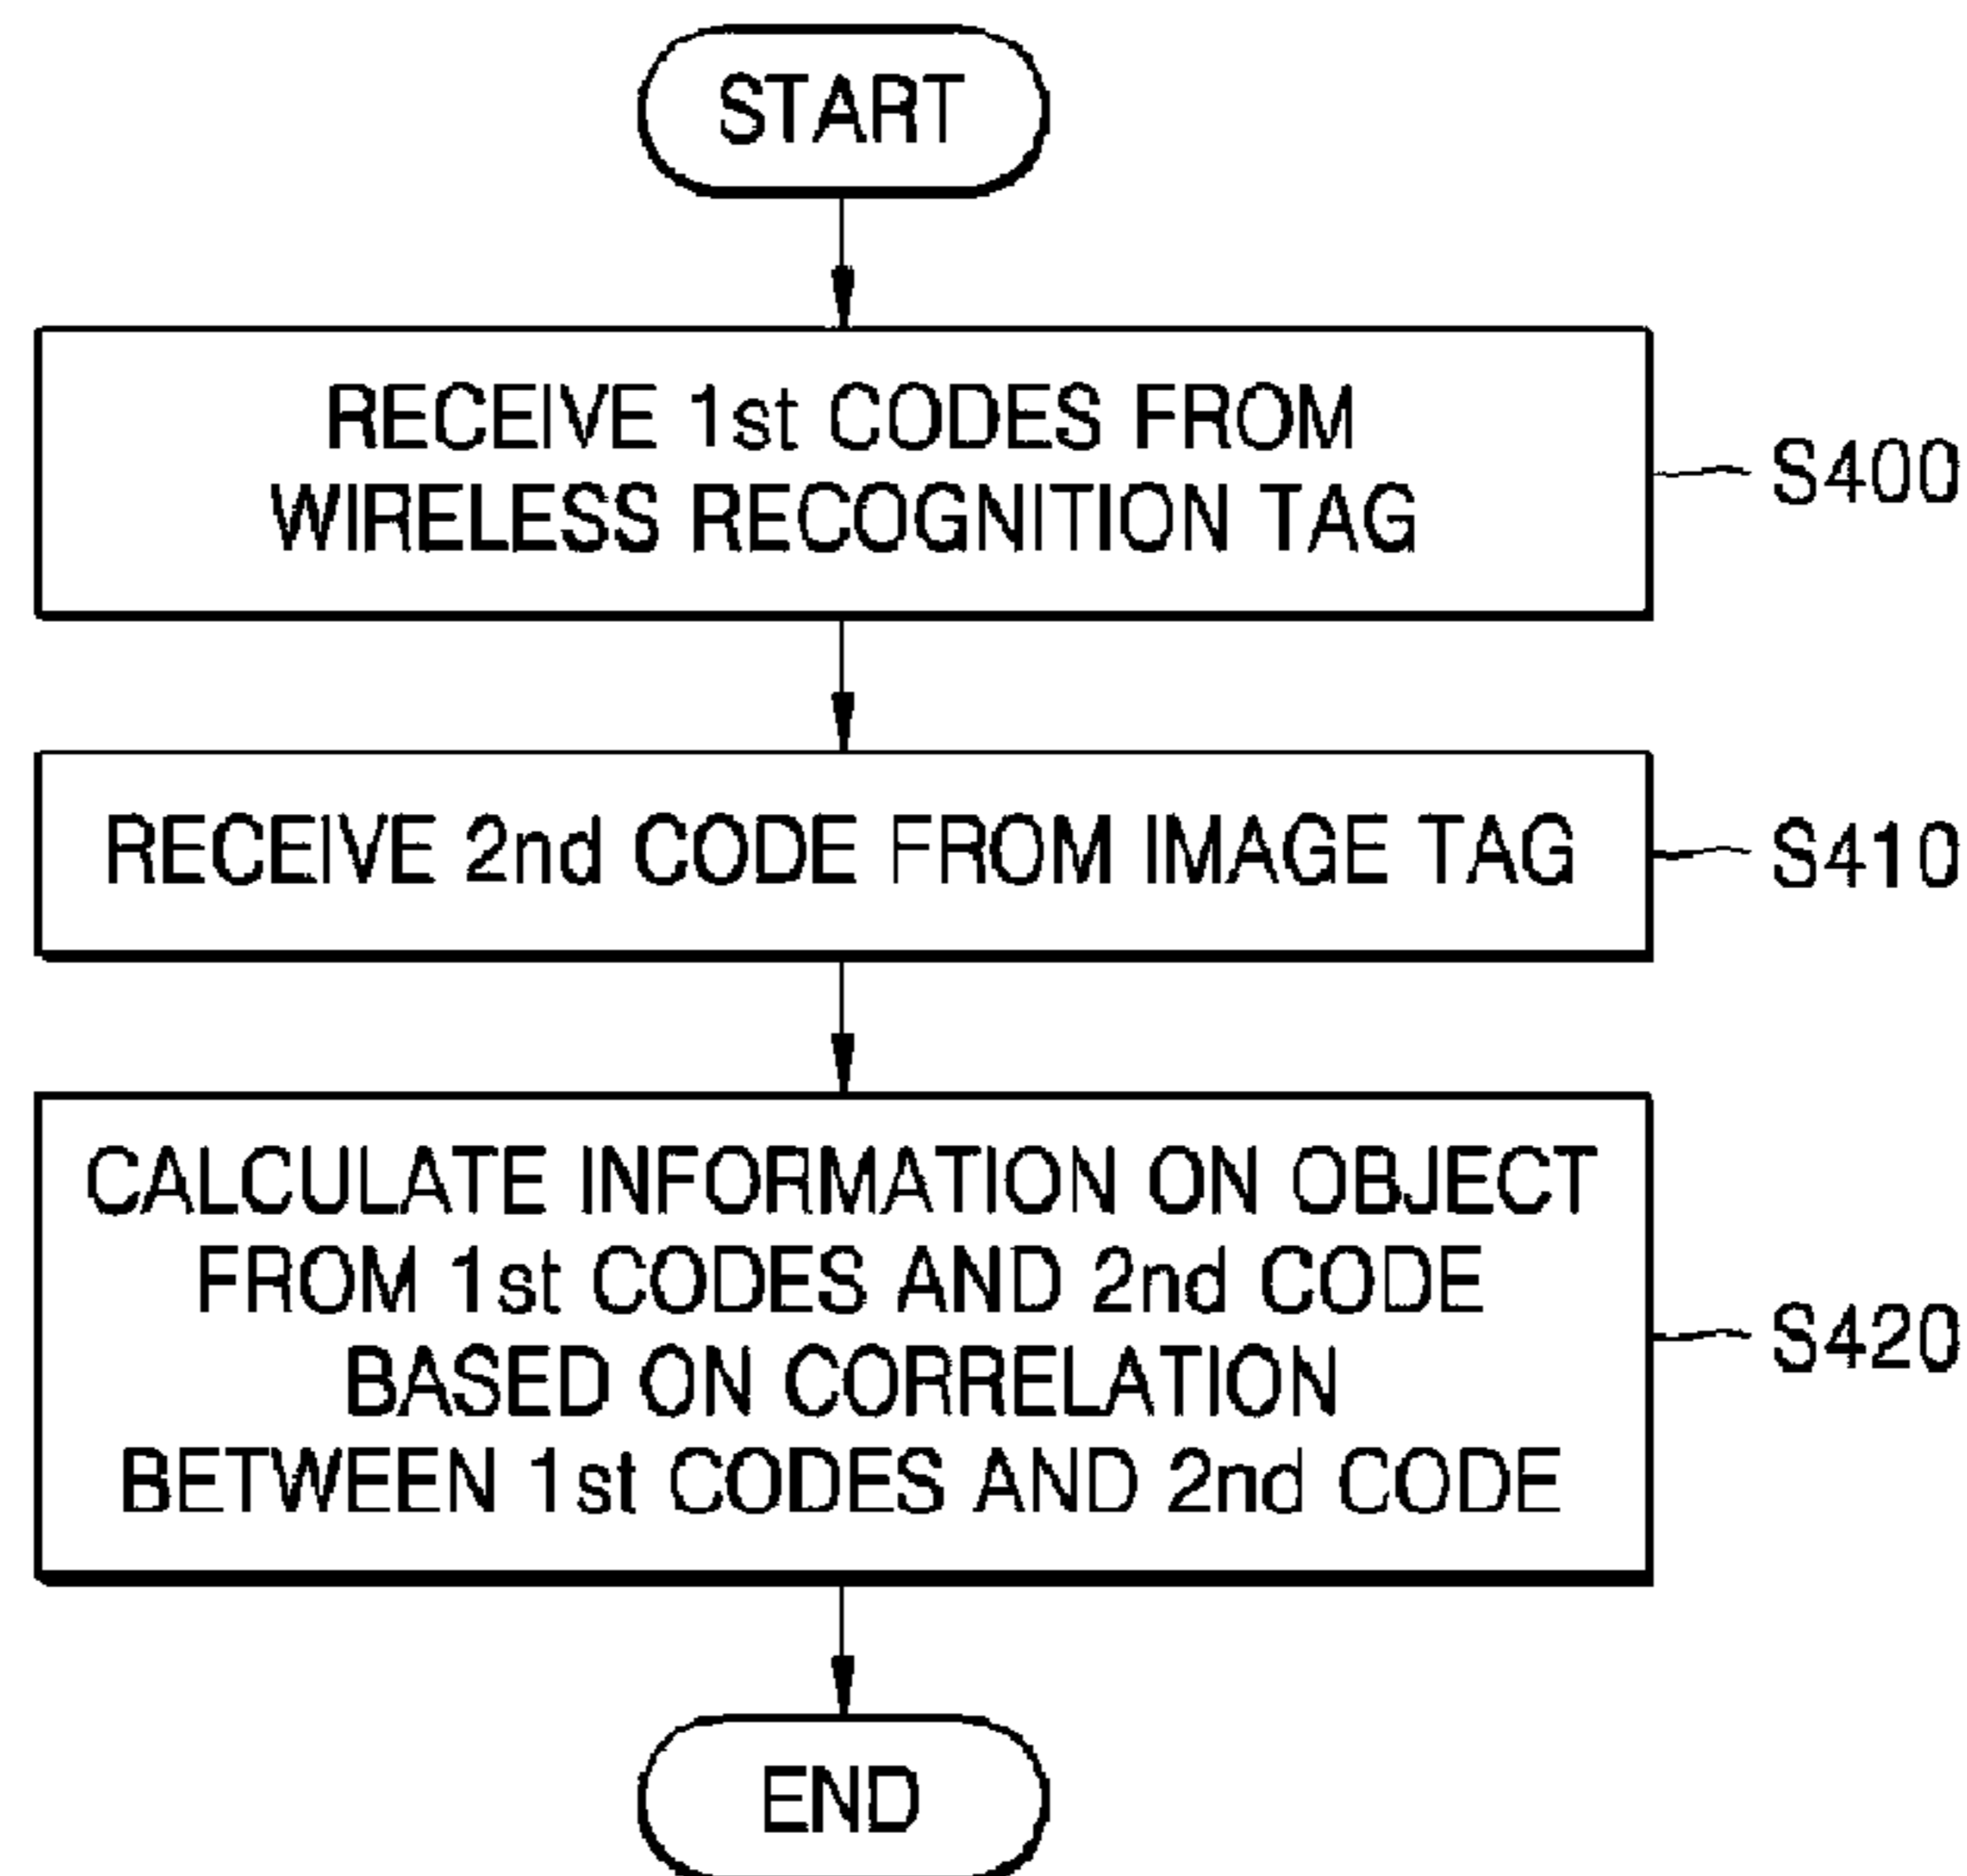 START
RECEIVE 1st CODES FROM
WIRELESS RECOGNITION TAG
S400
RECEIVE 2nd CODE FROM IMAGE TAG
S410
CALCULATE INFORMATION ON OBJECT
FROM 1st CODES AND 2nd CODE
BASED ON CORRELATION
BETWEEN 1st CODES AND 2nd CODE
S420
END